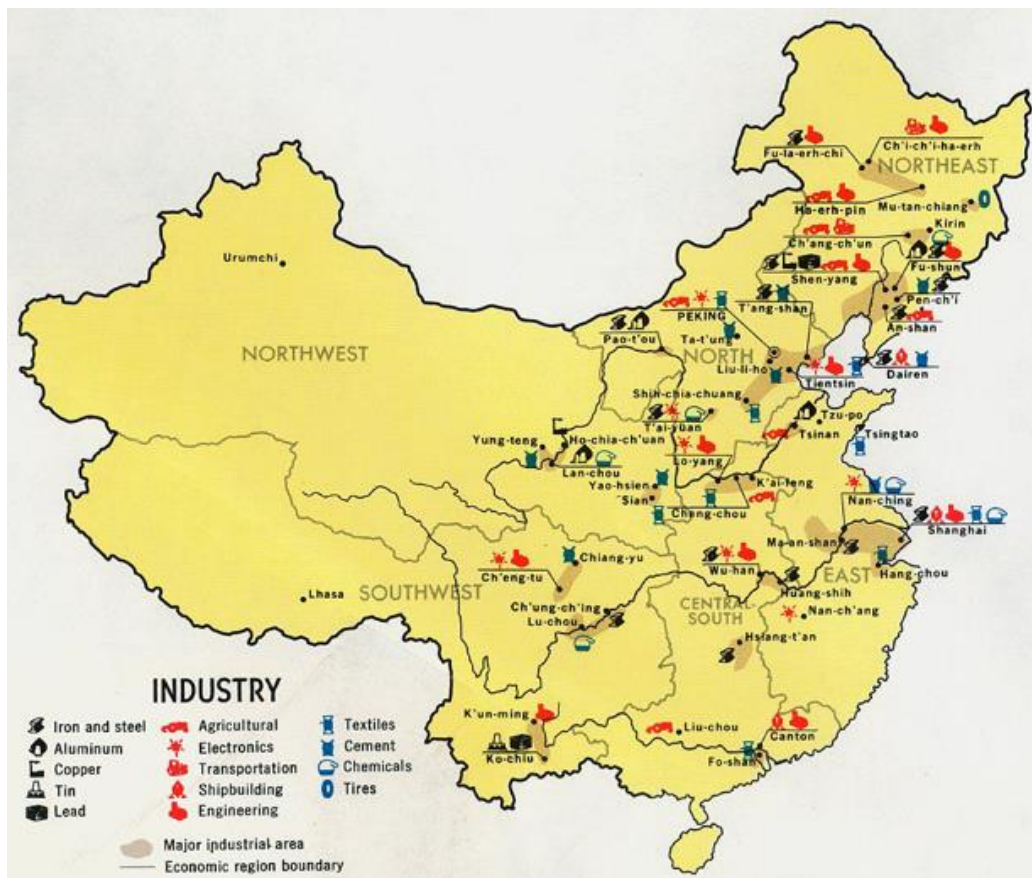 Ch'i-ch'i-ha-erh
Fu-la-erh-chi
NORTHEAST
Ha-erh-pin
Mu-tan-chiang
Kirin
Ch'ang-ch'un
Urumchi
Fu-shun
Shen-yang
Pen-ch'i
T'ang-shan
PEKING
An-shan
Ta-t'ung
Pao-t'ou
NORTHWEST
NORTH
Liu-li-ho
Dairen
Tientsin
Shih-chia-chuang
Tzu-po
T'ai-yüan
Tsinan
Tsingtao
Yung-teng
Ho-chia-ch'uan
Lo-yang
Lan-chou
Yao-hsien
K'ai-feng
Sian
Cheng-chou
Nan-ching
Shanghai
Ma-an-shan
Chiang-yu
Wu-han
EAST
Hang-chou
Ch'eng-tu
Huang-shih
SOUTHWEST
Lhasa
CENTRAL-
SOUTH
Ch'ung-ch'ing
Nan-ch'ang
Lu-chou
Hsiang-t'an
K'un-ming
Liu-chou
Canton
Ko-chiu
Fo-shan
INDUSTRY
Iron and steel
Agricultural
Textiles
Aluminum
Electronics
Cement
Copper
Transportation
Chemicals
Tin
Shipbuilding
Tires
Lead
Engineering
Major industrial area
Economic region boundary